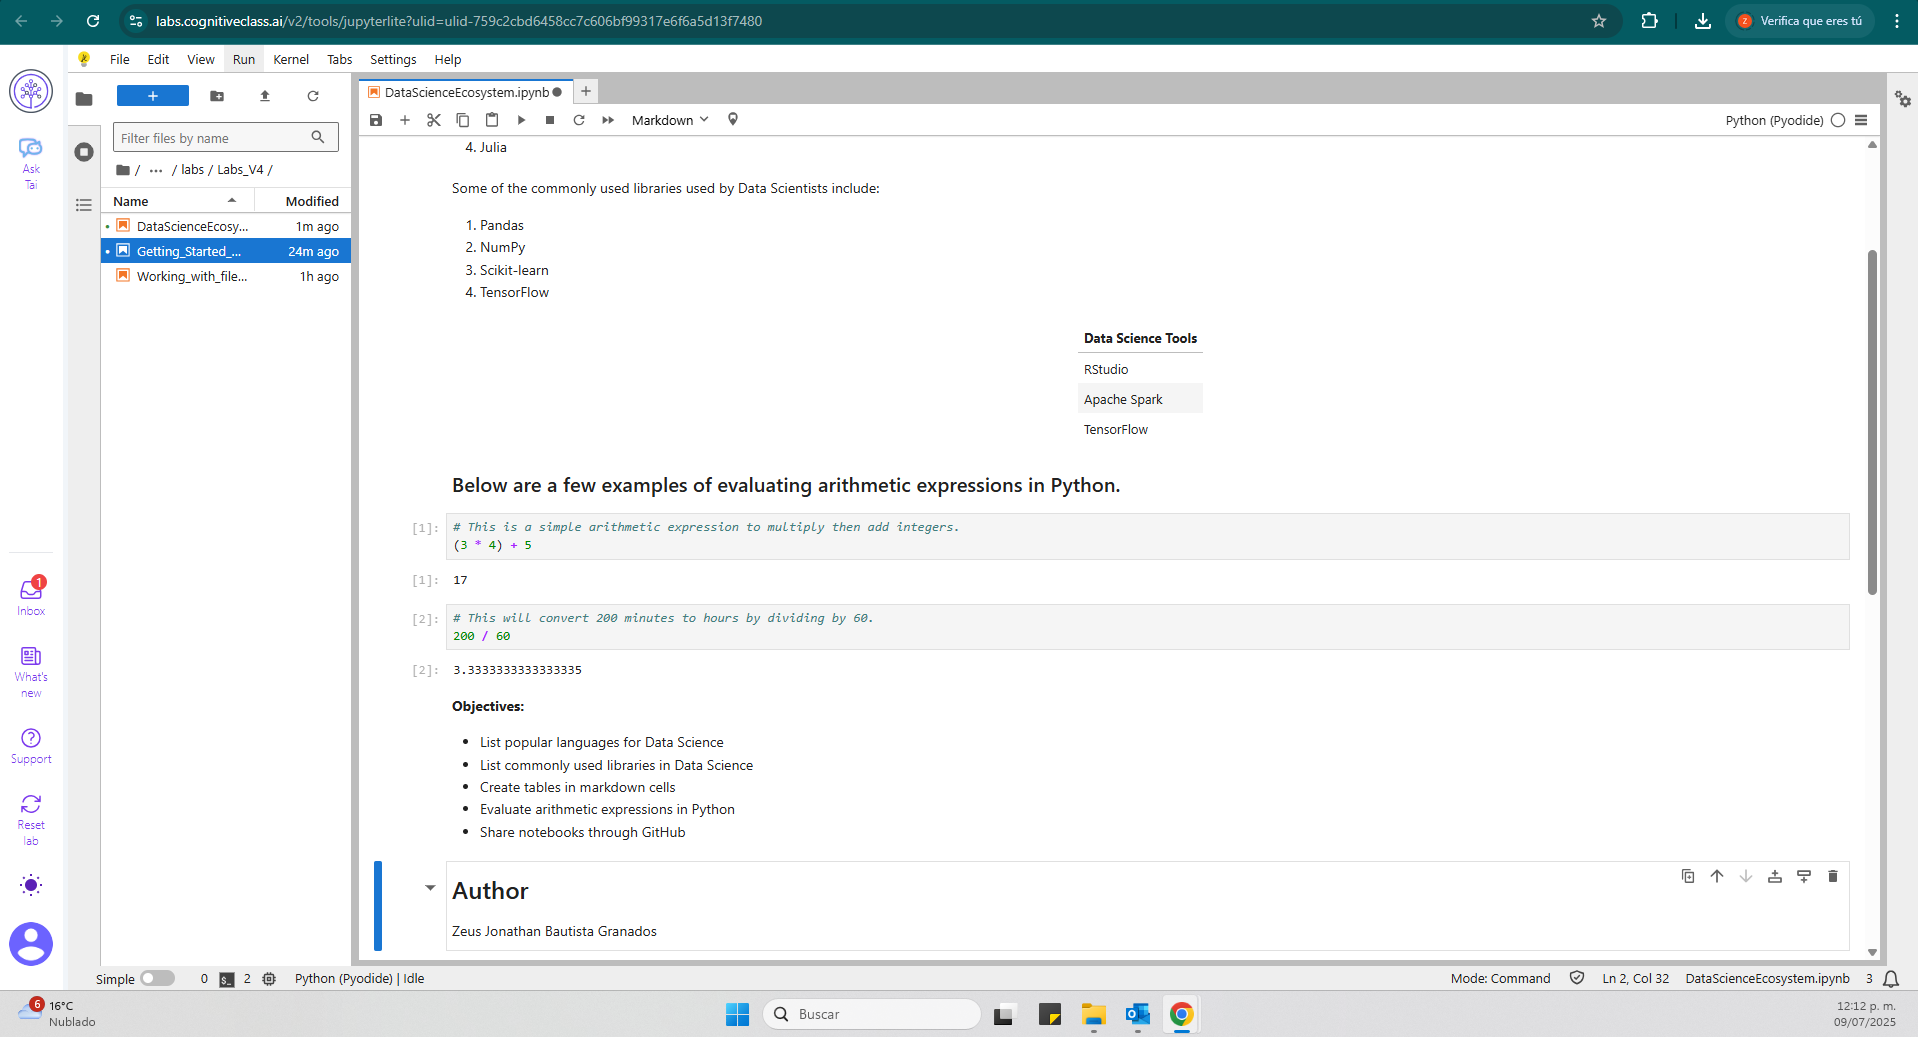 labs.cognitiveclass.ai/v2/tools/jupyterlite?ulid=ulid-759c2cbd6458cc7c606bf99317e6f6a5d13f7480
Z Verifica que eres tú
File Edit View Run Kernel Tabs Settings Help
Ask
Tai
Inbox
1
What's
new
Support
Reset
lab
+
Filter files by name
/ ··· / labs / Labs_V4 /
Name Modified
DataScienceEcosy... 1m ago
Getting_Started_... 24m ago
Working_with_file... 1h ago
DataScienceEcosystem.ipynb
+
Markdown
Python (Pyodide)
4. Julia
Some of the commonly used libraries used by Data Scientists include:
1. Pandas
2. NumPy
3. Scikit-learn
4. TensorFlow
Data Science Tools
RStudio
Apache Spark
TensorFlow
Below are a few examples of evaluating arithmetic expressions in Python.
[1]: # This is a simple arithmetic expression to multiply then add integers.
(3 * 4) + 5
[1]: 17
[2]: # This will convert 200 minutes to hours by dividing by 60.
200 / 60
[2]: 3.3333333333333335
Objectives:
• List popular languages for Data Science
• List commonly used libraries in Data Science
• Create tables in markdown cells
• Evaluate arithmetic expressions in Python
• Share notebooks through GitHub
Author
Zeus Jonathan Bautista Granados
Simple 0 $_ 2 Python (Pyodide) | Idle
Mode: Command Ln 2, Col 32 DataScienceEcosystem.ipynb 3
6
16°C
Nublado
Buscar
12:12 p. m.
09/07/2025